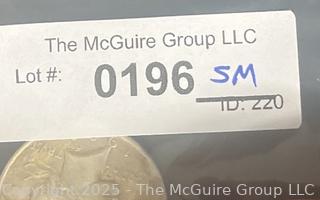 The McGuire Group LLC
Lot #: 0196 SM
ID: 220
Copyright 2025 - The McGuire Group LLC